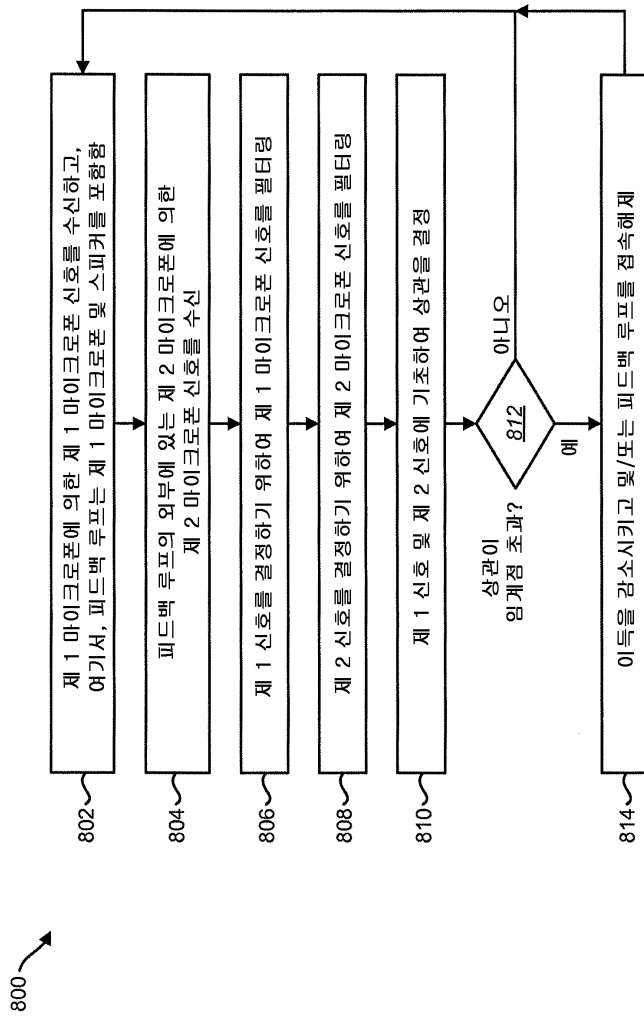 800
802
제 1 마이크로폰에 의한 제 1 마이크로폰 신호를 수신하고,
여기서, 피드백 루프는 제 1 마이크로폰 및 스피커를 포함함
804
피드백 루프의 외부에 있는 제 2 마이크로폰에 의한
제 2 마이크로폰 신호를 수신
806
제 1 신호를 결정하기 위하여 제 1 마이크로폰 신호를 필터링
808
제 2 신호를 결정하기 위하여 제 2 마이크로폰 신호를 필터링
810
제 1 신호 및 제 2 신호에 기초하여 상관을 결정
상관이
임계점 초과?
812
아니오
예
814
이득을 감소시키고 및/또는 피드백 루프를 접속해제